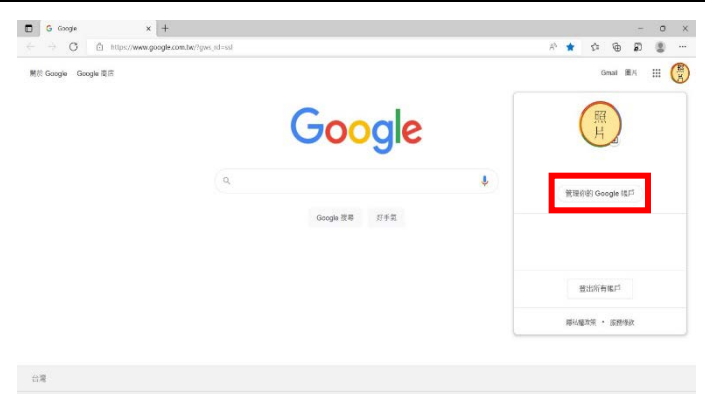 Google
https://www.google.com.tw/?gws_rd=ssl
關於 Google Google 商店
Gmail 圖片
照片
照片
Google
管理你的 Google 帳戶
Google 搜尋 好手氣
登出所有帳戶
隱私權政策 • 服務條款
台灣